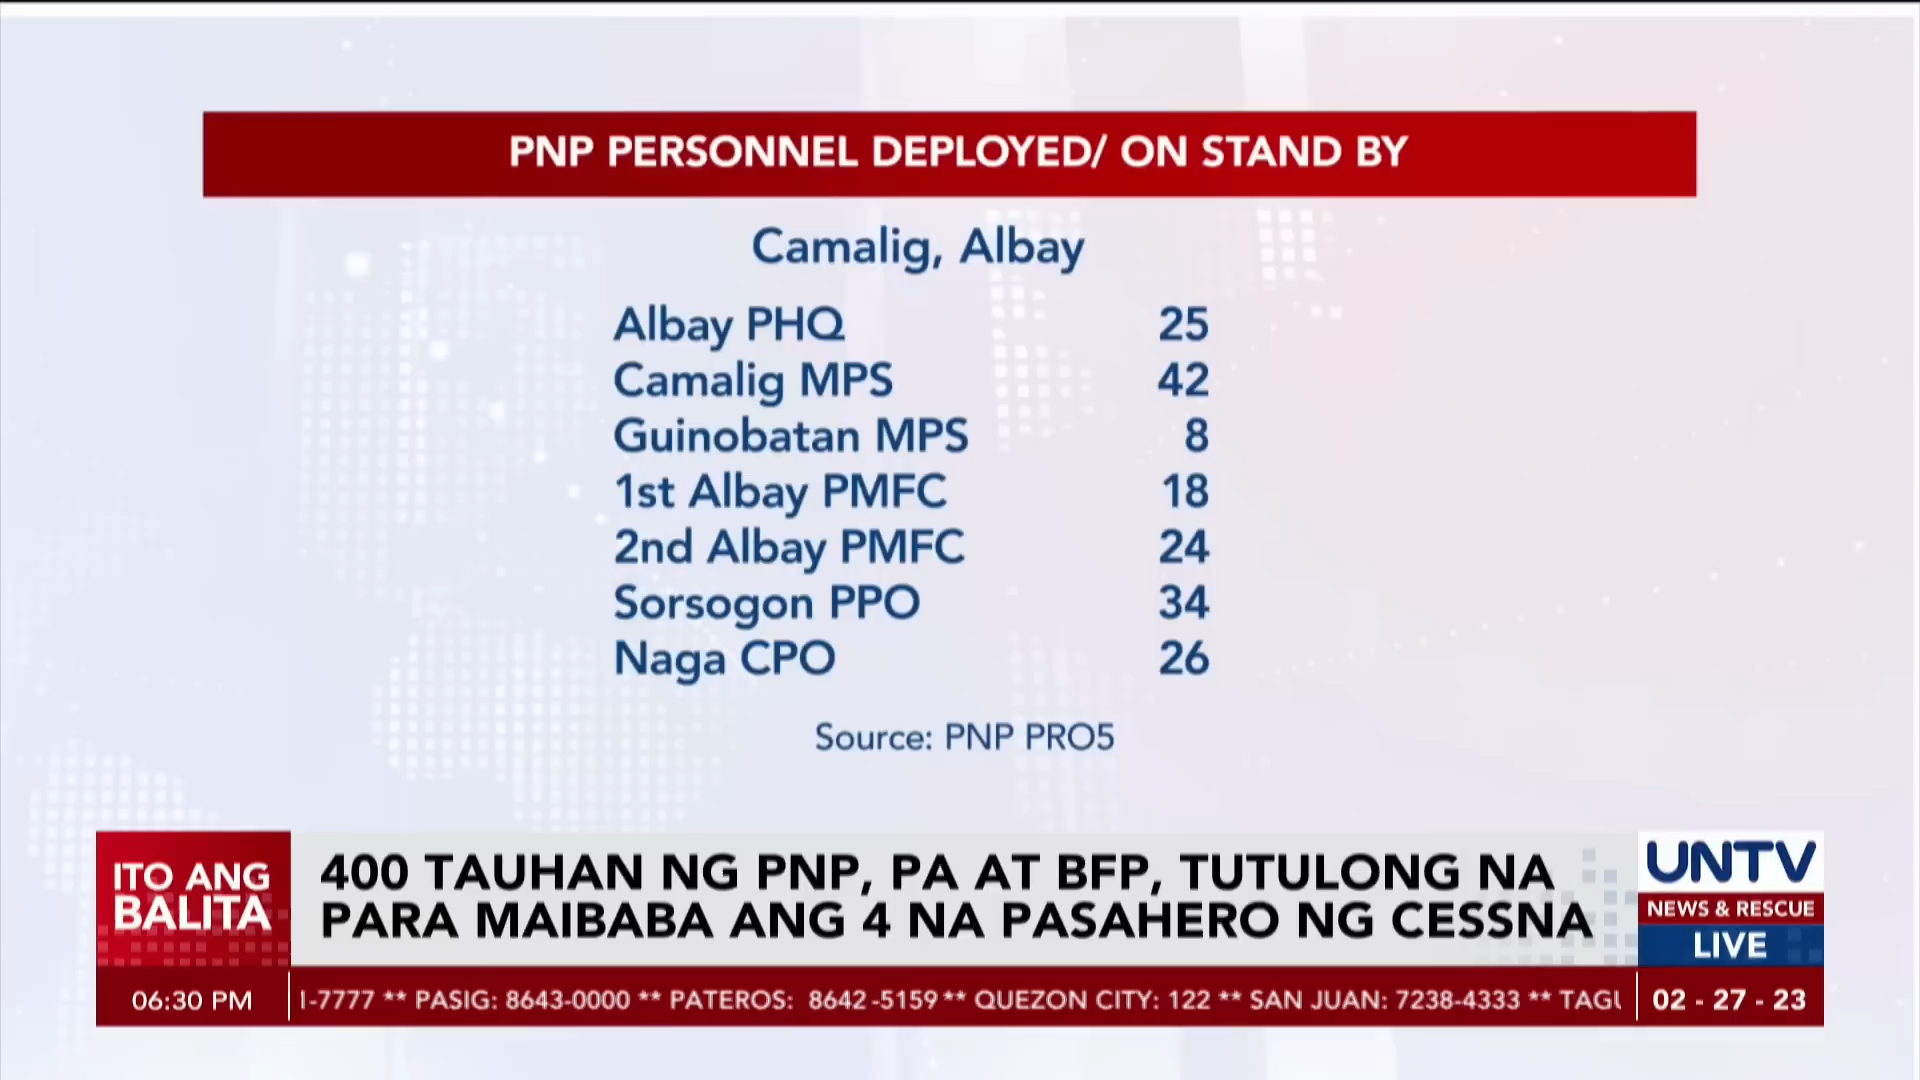 PNP PERSONNEL DEPLOYED/ ON STAND BY
Camalig, Albay
Albay PHQ 25
Camalig MPS 42
Guinobatan MPS 8
1st Albay PMFC 18
2nd Albay PMFC 24
Sorsogon PPO 34
Naga CPO 26
Source: PNP PRO5
ITO ANG
BALITA
400 TAUHAN NG PNP, PA AT BFP, TUTULONG NA
PARA MAIBABA ANG 4 NA PASAHERO NG CESSNA
UNTV
NEWS & RESCUE
LIVE
06:30 PM
1-7777 ** PASIG: 8643-0000 ** PATEROS: 8642-5159 ** QUEZON CITY: 122 ** SAN JUAN: 7238-4333 ** TAGU
02 - 27 - 23